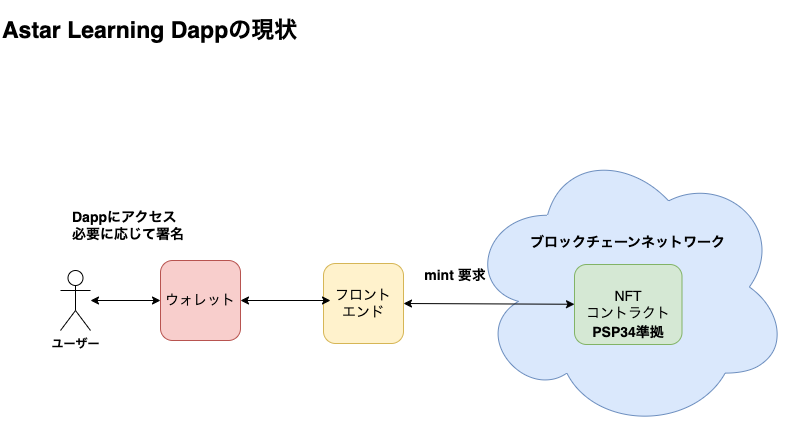 Astar Learning Dappの現状
Dappにアクセス
必要に応じて署名
ユーザー
ウォレット
フロント
エンド
mint 要求
ブロックチェーンネットワーク
NFT
コントラクト
PSP34準拠